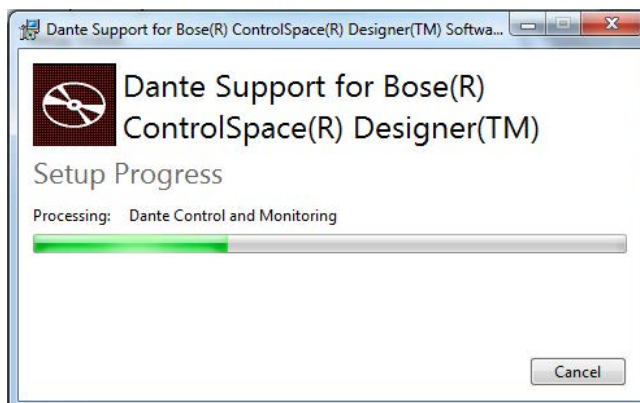 Dante Support for Bose(R) ControlSpace(R) Designer(TM) Softwa...
Dante Support for Bose(R)
ControlSpace(R) Designer(TM)
Setup Progress
Processing: Dante Control and Monitoring
Cancel